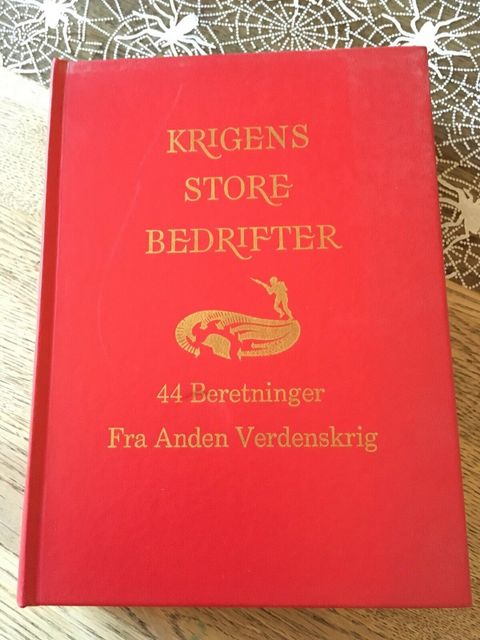 KRIGENS
STORE
BEDRIFTER
44 Beretninger
Fra Anden Verdenskrig